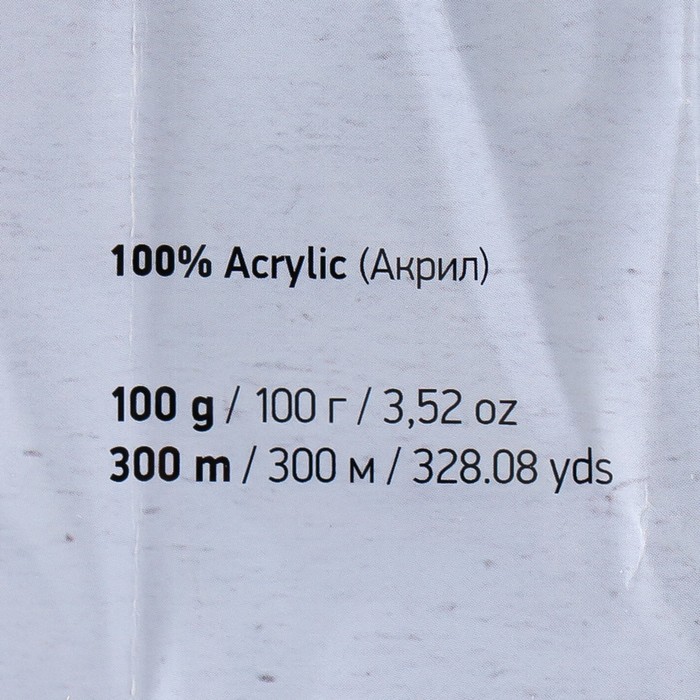 100% Acrylic (Акрил)
100 g / 100 г / 3,52 oz
300 m / 300 м / 328.08 yds